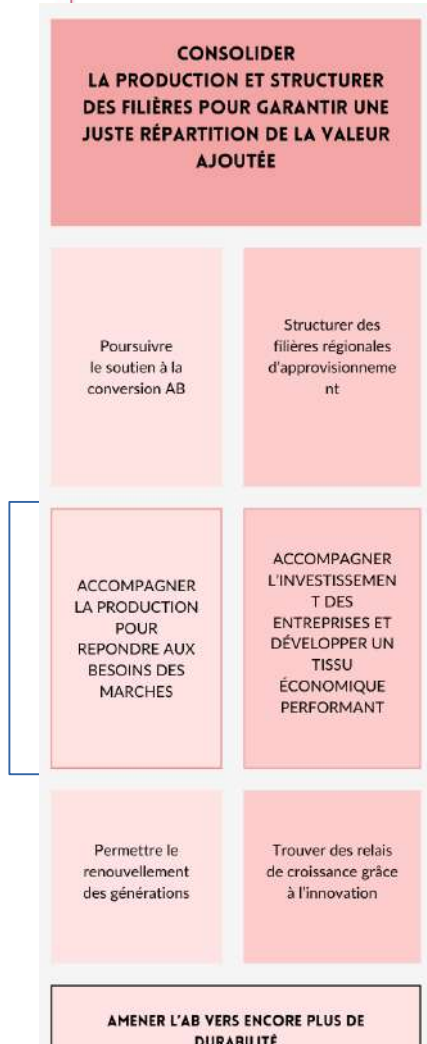 CONSOLIDER
LA PRODUCTION ET STRUCTURER
DES FILIÈRES POUR GARANTIR UNE
JUSTE RÉPARTITION DE LA VALEUR
AJOUTÉE
Poursuivre
le soutien à la
conversion AB
Structurer des
filières régionales
d'approvisionneme
nt
ACCOMPAGNER
LA PRODUCTION
POUR
REPONDRE AUX
BESOINS DES
MARCHES
ACCOMPAGNER
L'INVESTISSEMEN
T DES
ENTREPRISES ET
DÉVELOPPER UN
TISSU
ÉCONOMIQUE
PERFORMANT
Permettre le
renouvellement
des générations
Trouver des relais
de croissance grâce
à l'innovation
AMENER L'AB VERS ENCORE PLUS DE
DURABILITÉ